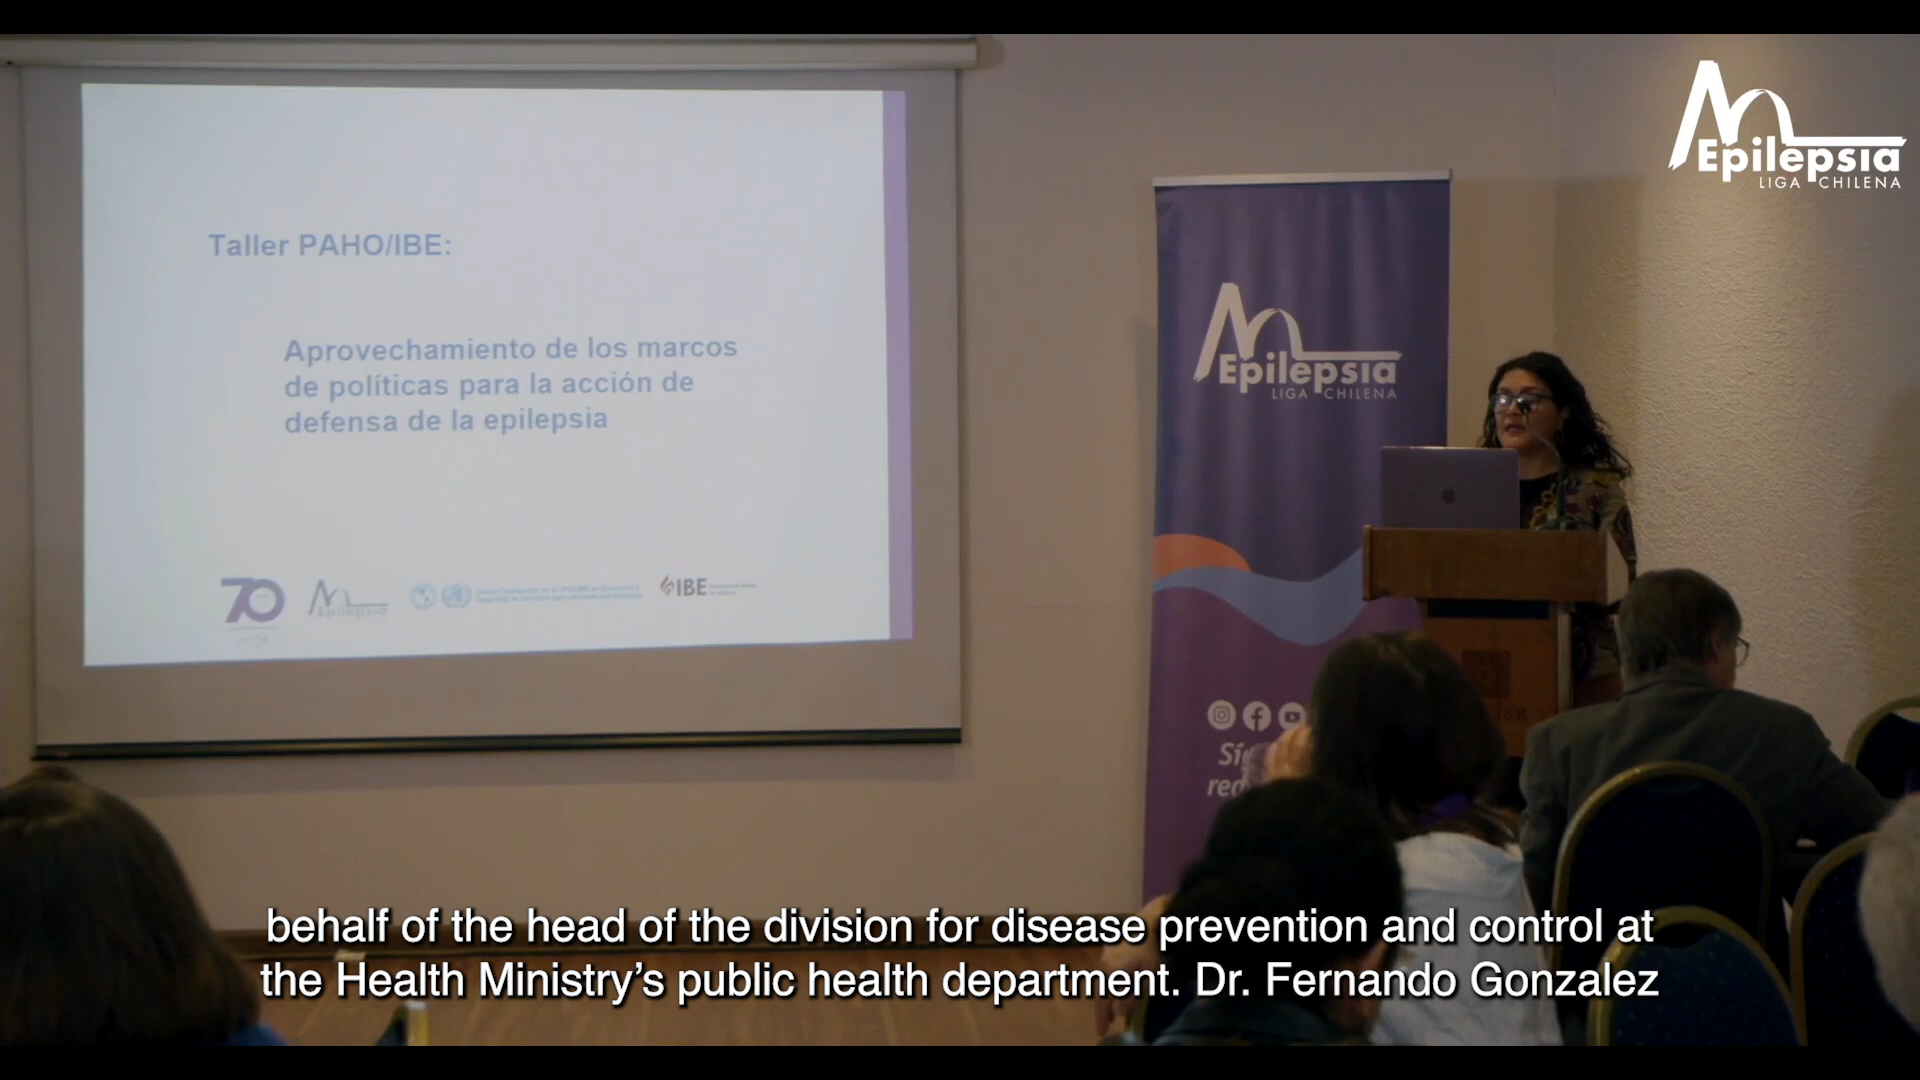 Taller PAHO/IBE:
Aprovechamiento de los marcos
de políticas para la acción de
defensa de la epilepsia
70
Epilepsia
IBE
Epilepsia
LIGA CHILENA
Epilepsia
LIGA CHILENA
behalf of the head of the division for disease prevention and control at
the Health Ministry’s public health department. Dr. Fernando Gonzalez